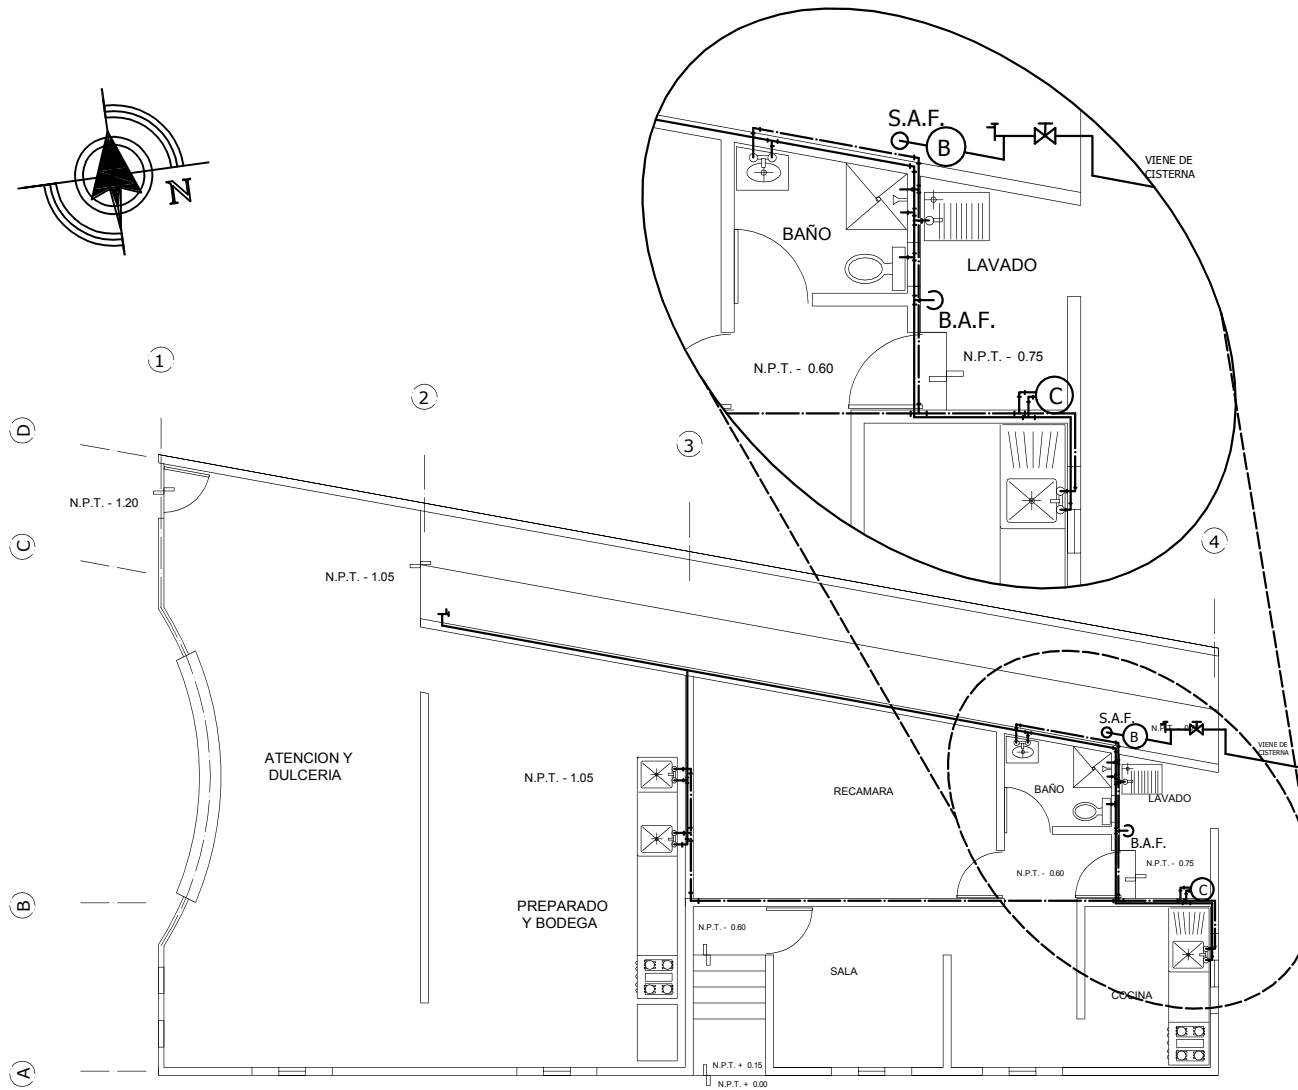 S.A.F.
B
VIENE DE
CISTERNA
N
BAÑO
LAVADO
B.A.F.
N.P.T. - 0.60
N.P.T. - 0.75
C
1
2
3
4
D
N.P.T. - 1.20
C
N.P.T. - 1.05
S.A.F.
B
VIENE DE
CISTERNA
ATENCION Y
DULCERIA
N.P.T. - 1.05
RECAMARA
BAÑO
LAVADO
B.A.F.
N.P.T. - 0.60
N.P.T. - 0.75
C
B
PREPARADO
Y BODEGA
N.P.T. - 0.60
SALA
COCINA
A
N.P.T. + 0.15
N.P.T. + 0.00